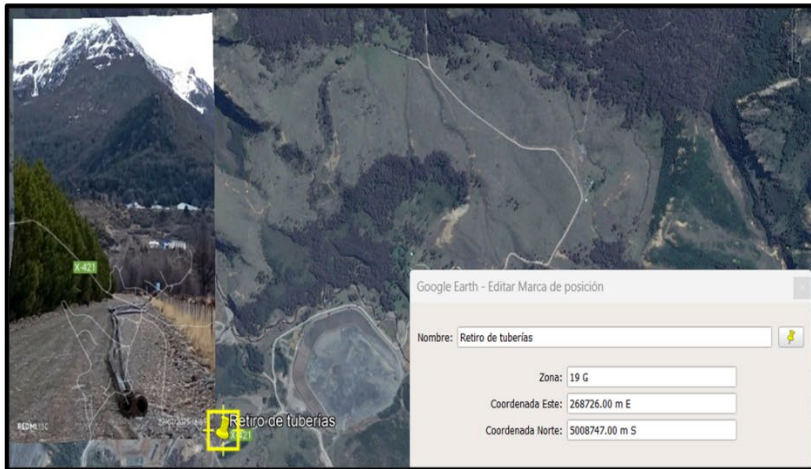 X-421
REDMI 15C
Retiro de tuberías
X-421
Google Earth - Editar Marca de posición
Nombre: Retiro de tuberías
Zona: 19 G
Coordenada Este: 268726.00 m E
Coordenada Norte: 5008747.00 m S